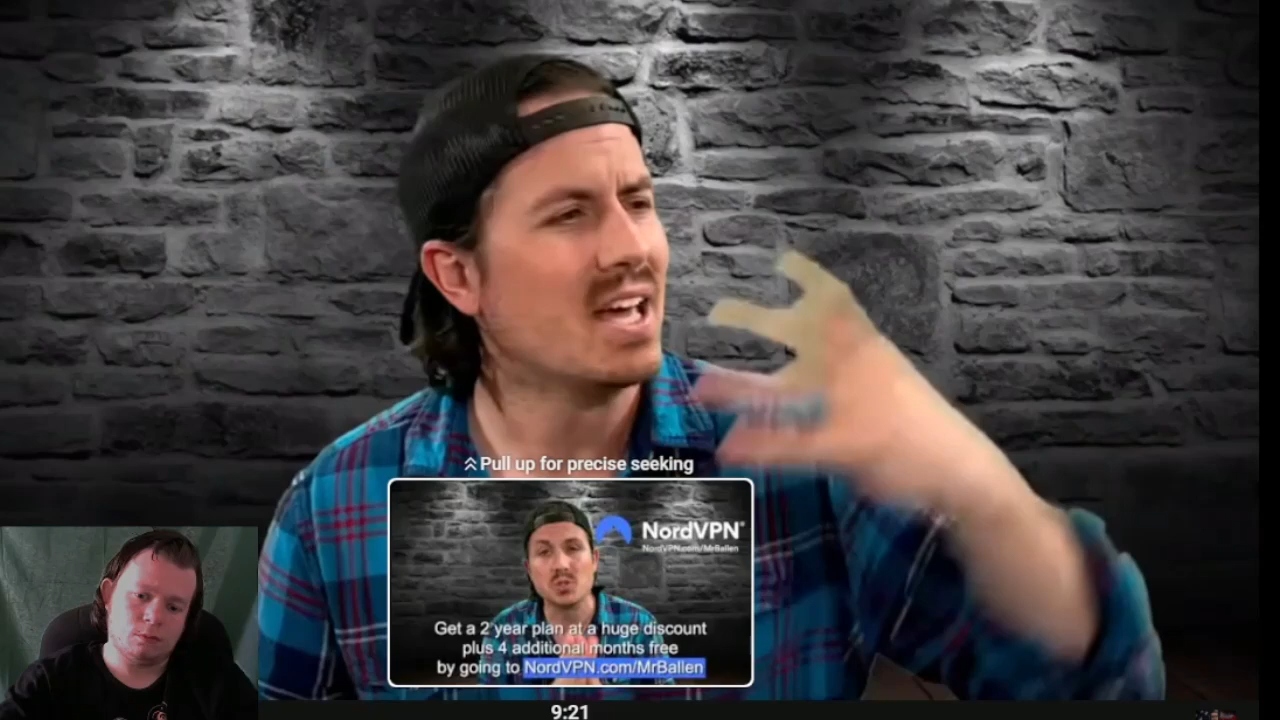 Pull up for precise seeking
NordVPN®
NordVPN.com/MrBallen
Get a 2 year plan at a huge discount
plus 4 additional months free
by going to NordVPN.com/MrBallen
9:21